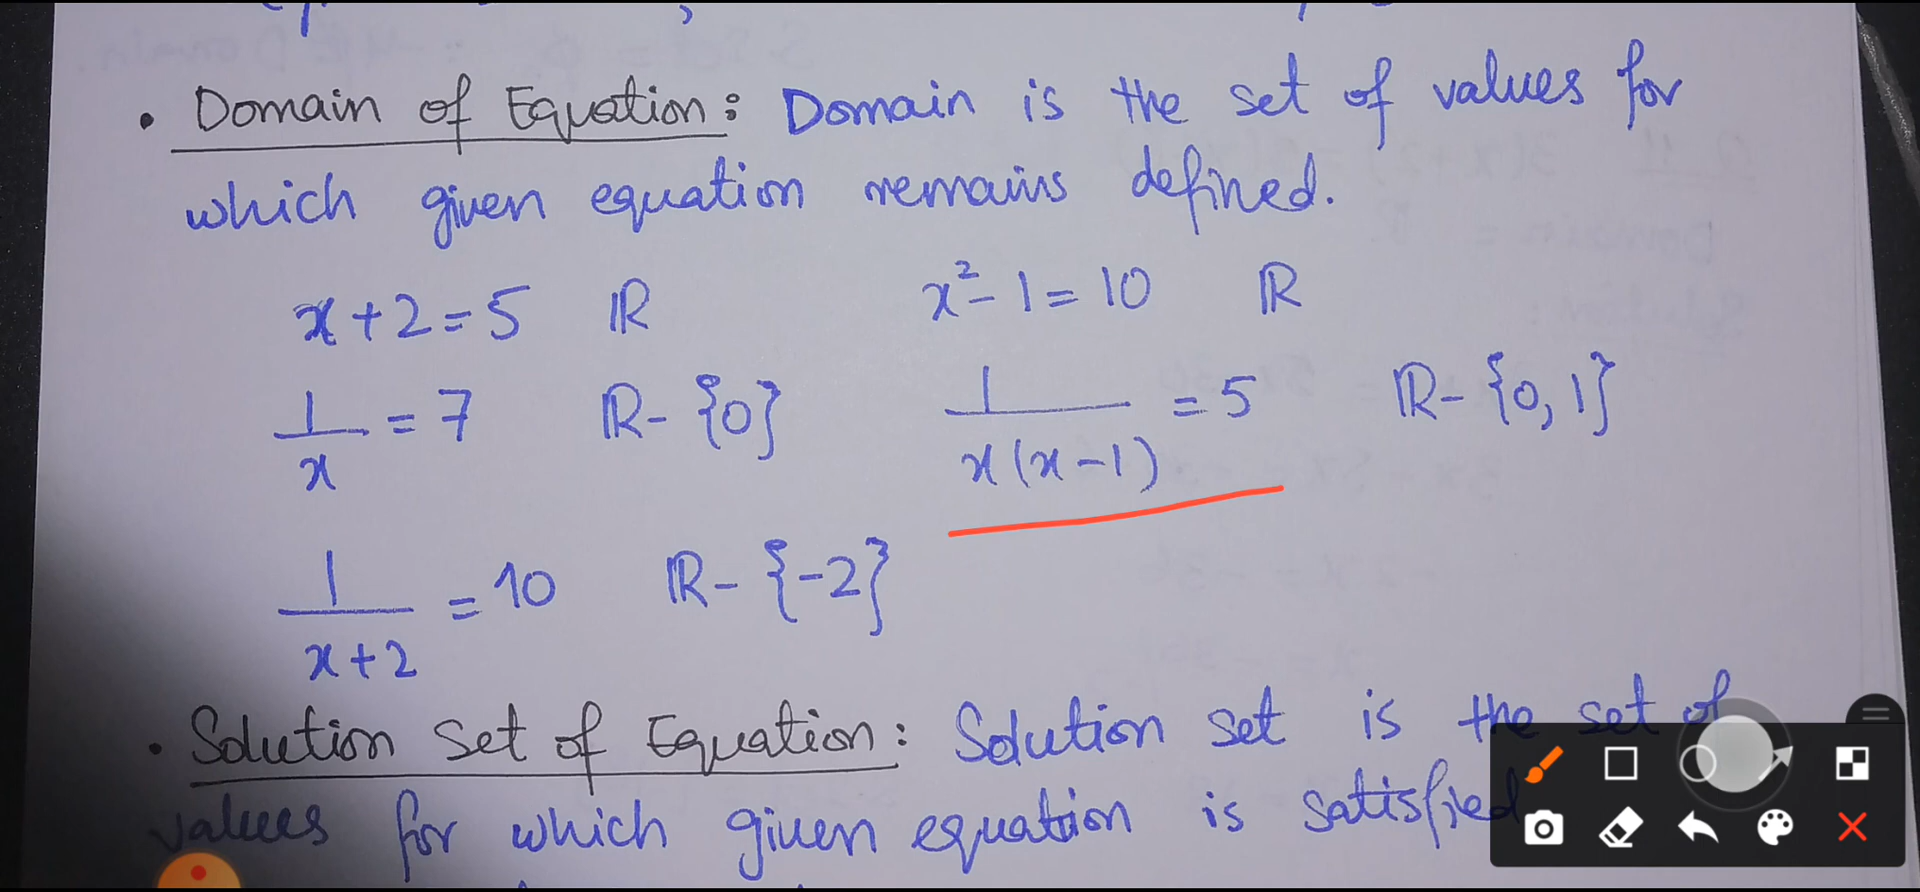 • Domain of Equation: Domain is the set of values for
which given equation remains defined.
x+2=5 ℝ x²-1=10 ℝ
1/x = 7 ℝ-{0} 1/x(x-1) = 5 ℝ-{0,1}
1/x+2 = 10 ℝ-{-2}
• Solution Set of Equation: Solution set is the set of
values for which given equation is satisfied